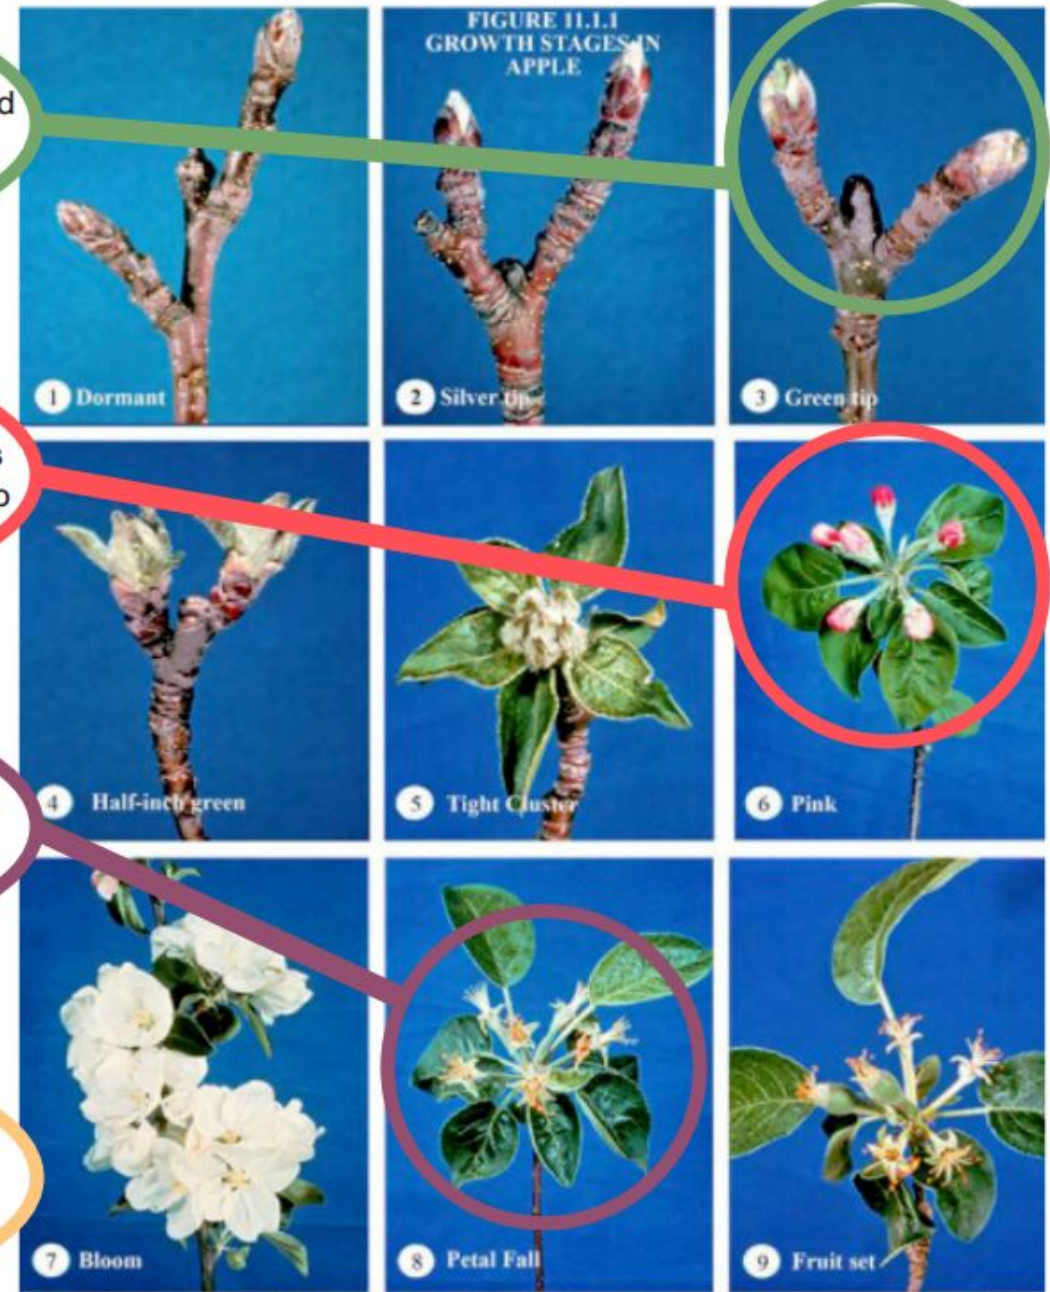 FIGURE 11.1.1
GROWTH STAGES IN
APPLE
d
s
o
1 Dormant
2 Silver tip
3 Green tip
4 Half-inch green
5 Tight Cluster
6 Pink
7 Bloom
8 Petal Fall
9 Fruit set